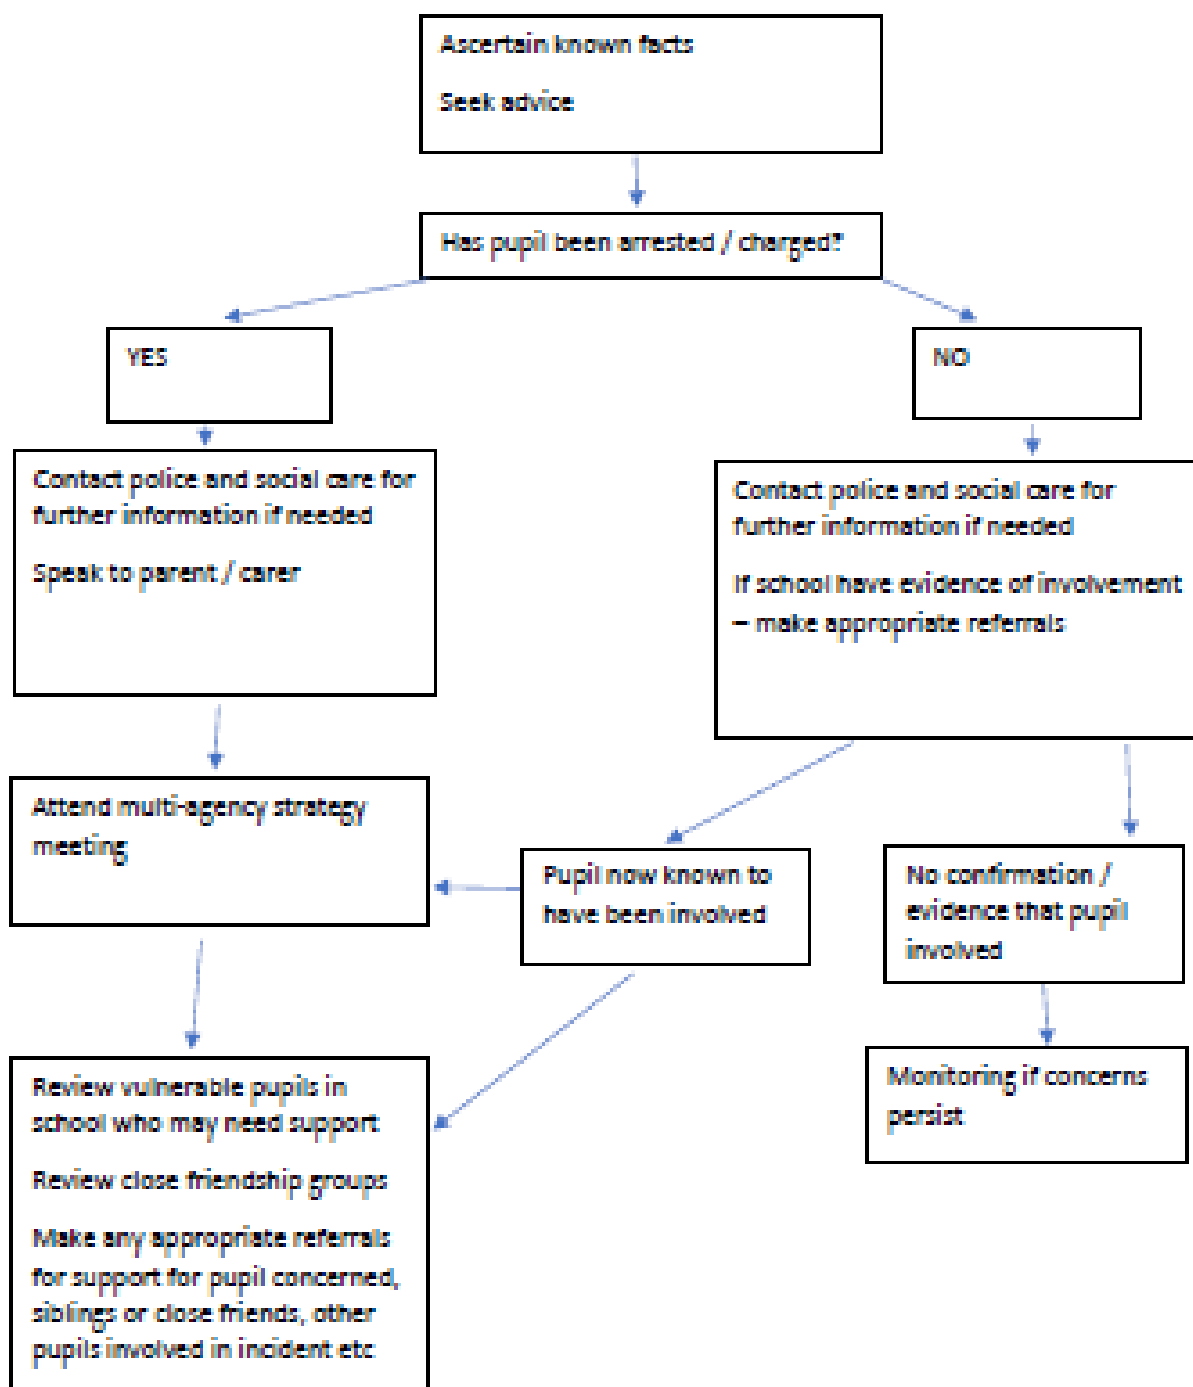 Ascertain known facts
Seek advice
Has pupil been arrested / charged?
YES
NO
Contact police and social care for
further information if needed
Speak to parent / carer
Contact police and social care for
further information if needed
If school have evidence of involvement
– make appropriate referrals
Attend multi-agency strategy
meeting
Pupil now known to
have been involved
No confirmation /
evidence that pupil
involved
Review vulnerable pupils in
school who may need support
Review close friendship groups
Make any appropriate referrals
for support for pupil concerned,
siblings or close friends, other
pupils involved in incident etc
Monitoring if concerns
persist